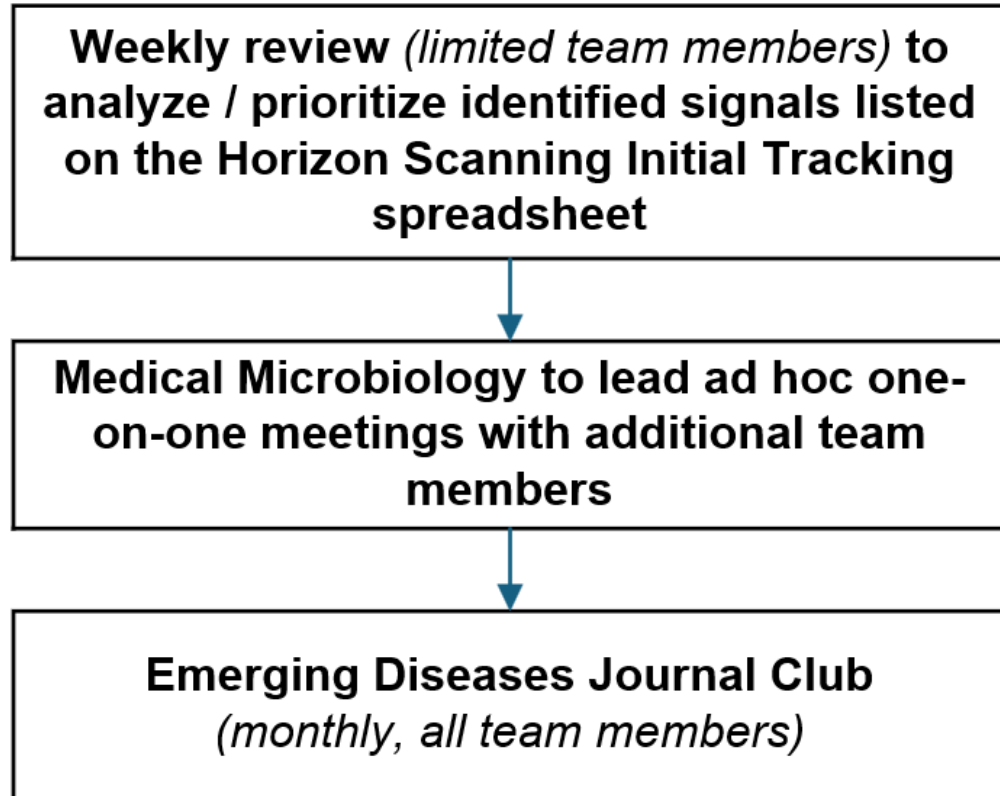 Weekly review (limited team members) to
analyze / prioritize identified signals listed
on the Horizon Scanning Initial Tracking
spreadsheet
Medical Microbiology to lead ad hoc one-
on-one meetings with additional team
members
Emerging Diseases Journal Club
(monthly, all team members)